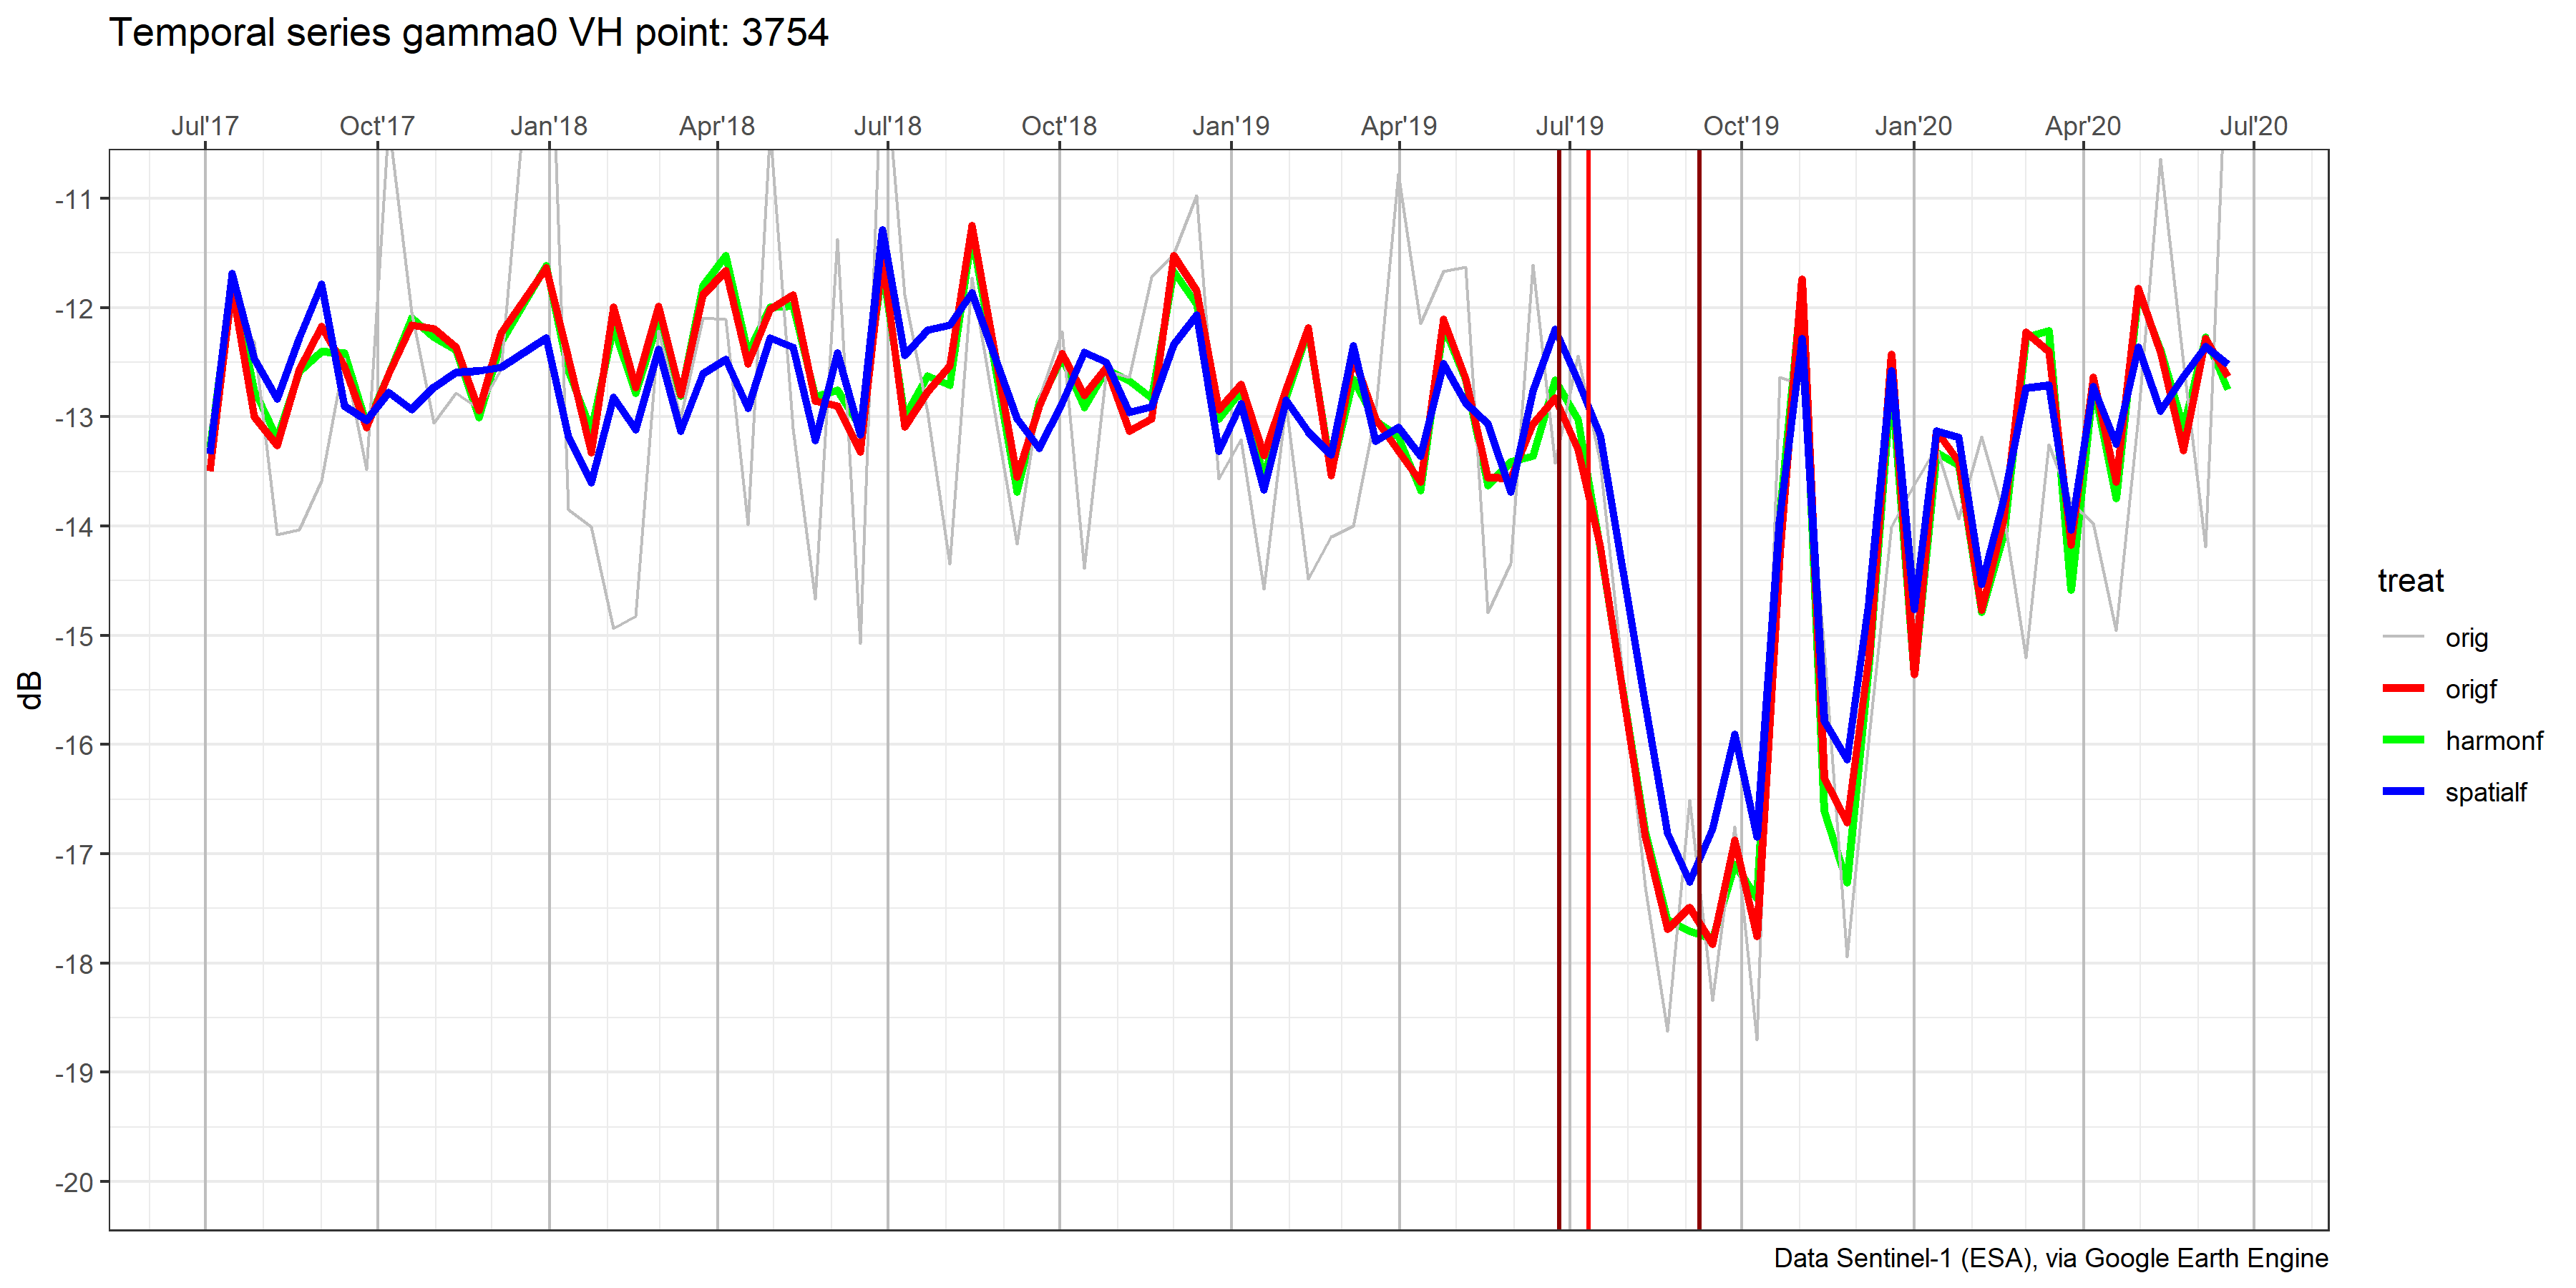 Temporal series gamma0 VH point: 3754
Jul'17 Oct'17 Jan'18 Apr'18 Jul'18 Oct'18 Jan'19 Apr'19 Jul'19 Oct'19 Jan'20 Apr'20 Jul'20
-11
-12
-13
-14
-15
-16
-17
-18
-19
-20
dB
treat
orig
origf
harmonf
spatialf
Data Sentinel-1 (ESA), via Google Earth Engine